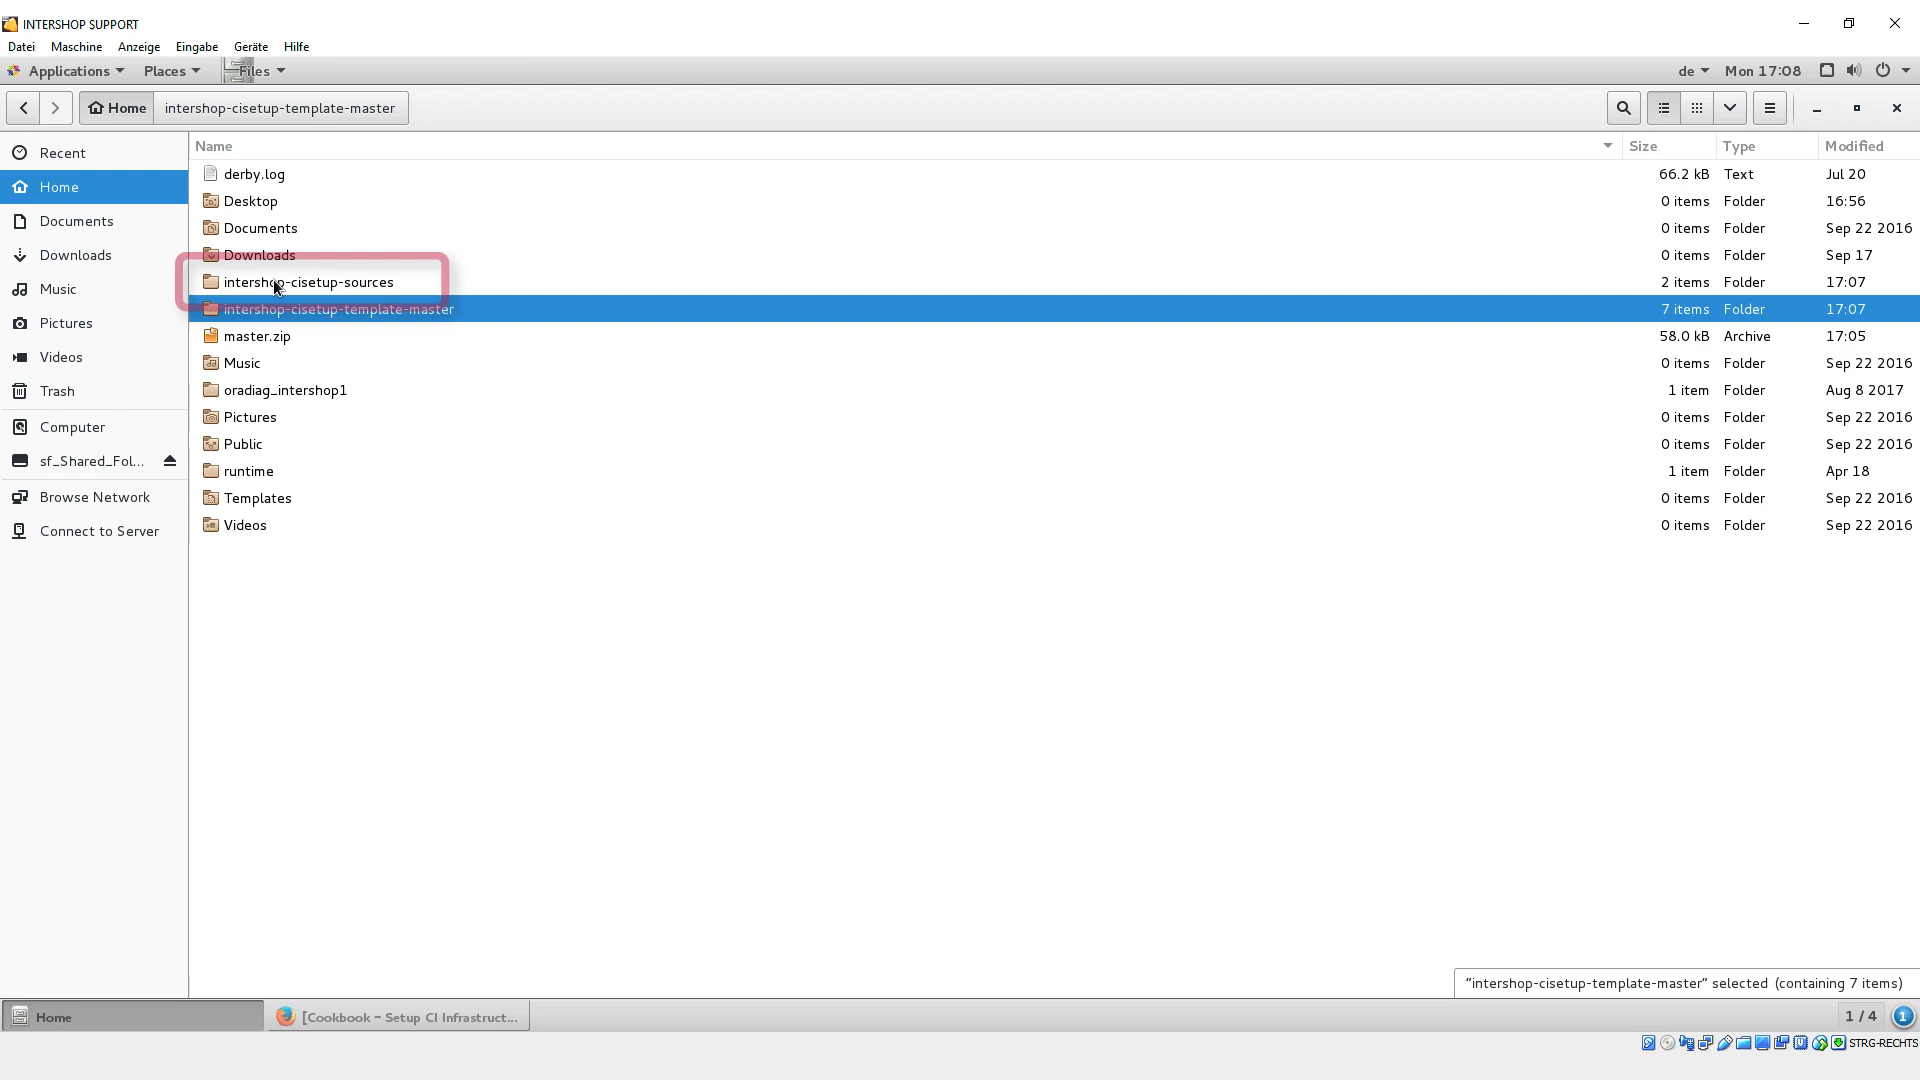 INTERSHOP SUPPORT
Datei Maschine Anzeige Eingabe Geräte Hilfe
Applications Places Files de Mon 17:08
Home intershop-cisetup-template-master
Recent
Home
Documents
Downloads
Music
Pictures
Videos
Trash
Computer
sf_Shared_Fol...
Browse Network
Connect to Server
Name Size Type Modified
derby.log 66.2 kB Text Jul 20
Desktop 0 items Folder 16:56
Documents 0 items Folder Sep 22 2016
Downloads 0 items Folder Sep 17
intershop-cisetup-sources 2 items Folder 17:07
intershop-cisetup-template-master 7 items Folder 17:07
master.zip 58.0 kB Archive 17:05
Music 0 items Folder Sep 22 2016
oradiag_intershop1 1 item Folder Aug 8 2017
Pictures 0 items Folder Sep 22 2016
Public 0 items Folder Sep 22 2016
runtime 1 item Folder Apr 18
Templates 0 items Folder Sep 22 2016
Videos 0 items Folder Sep 22 2016
"intershop-cisetup-template-master" selected (containing 7 items)
Home [Cookbook - Setup CI Infrastruct... 1 / 4 1
STRG-RECHTS